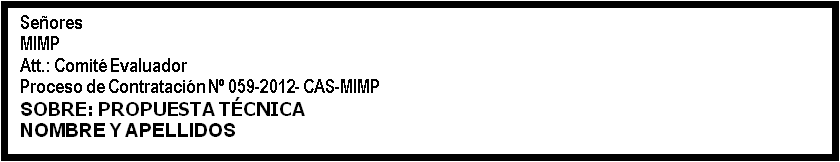 Señores
MIMP
Att.: Comité Evaluador
Proceso de Contratación Nº 059-2012- CAS-MIMP
SOBRE: PROPUESTA TÉCNICA
NOMBRE Y APELLIDOS